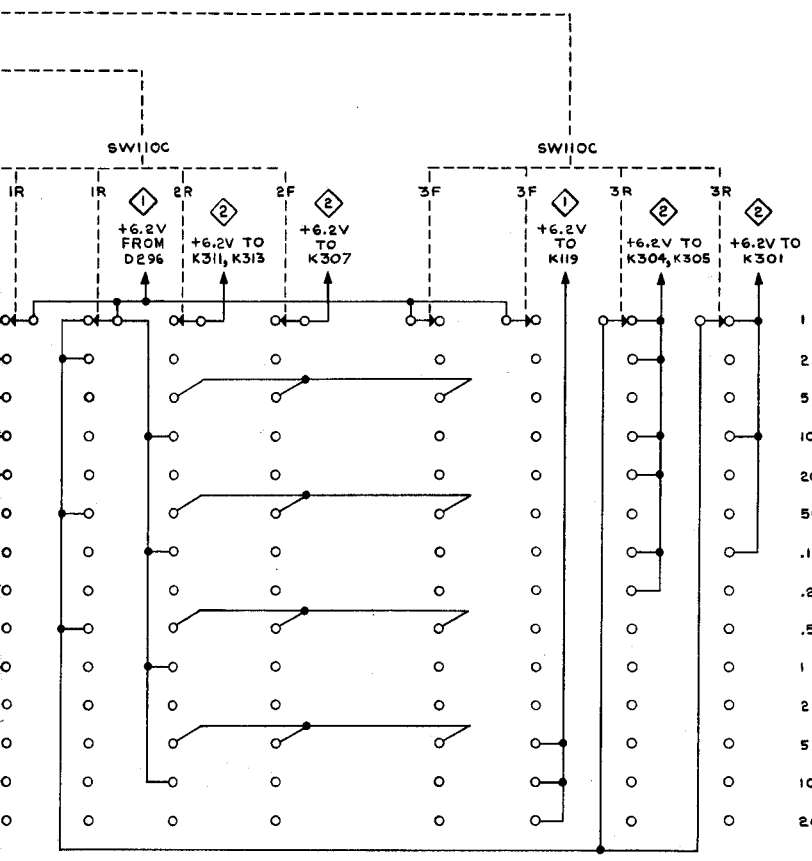 SW110C
SW110C
1R
1R
2R
2F
3F
3F
3R
3R
1
2
2
1
2
2
+6.2V
FROM
D296
+6.2V TO
K311, K313
+6.2V
TO
K307
+6.2V
TO
K119
+6.2V TO
K304, K305
+6.2V TO
K301
1
2
5
10
.5
1
2
5
10